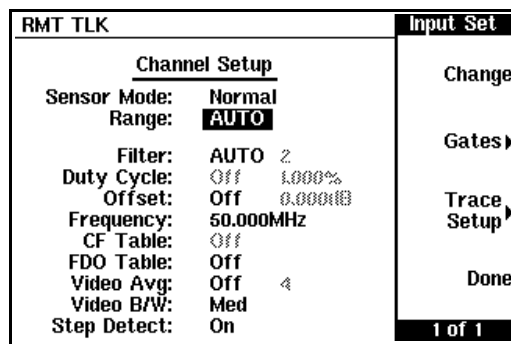 RMT TLK
Input Set
Channel Setup
Sensor Mode: Normal
Range: AUTO
Filter: AUTO 2
Duty Cycle: Off 1.000%
Offset: Off 0.000dB
Frequency: 50.000MHz
CF Table: Off
FDO Table: Off
Video Avg: Off 4
Video B/W: Med
Step Detect: On
Change
Gates
Trace
Setup
Done
1 of 1